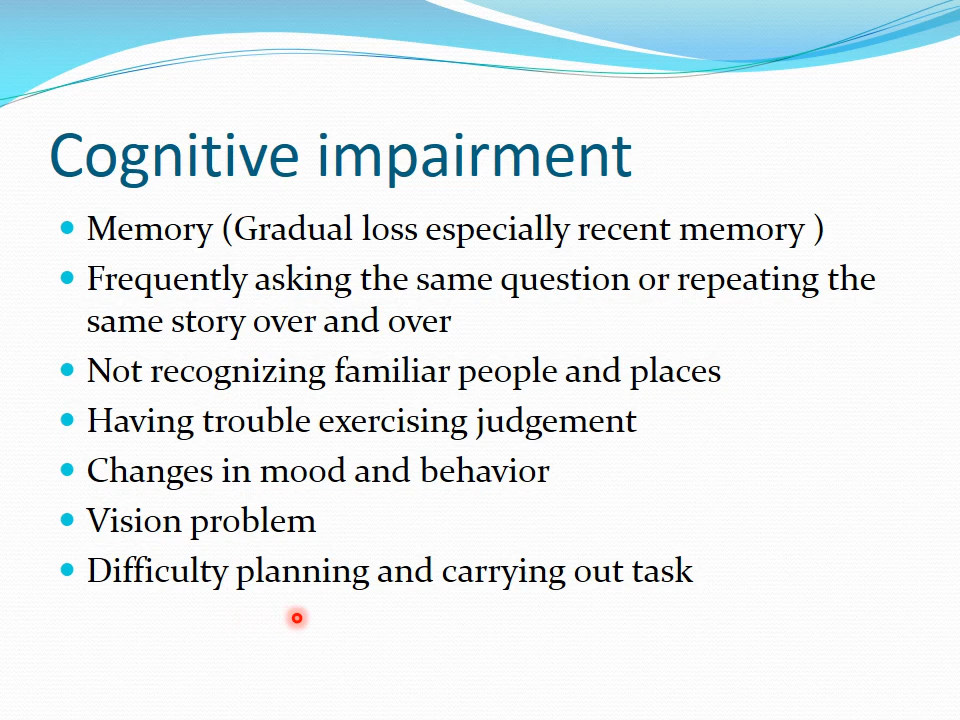 Cognitive impairment
• Memory (Gradual loss especially recent memory )
• Frequently asking the same question or repeating the
same story over and over
• Not recognizing familiar people and places
• Having trouble exercising judgement
• Changes in mood and behavior
• Vision problem
• Difficulty planning and carrying out task